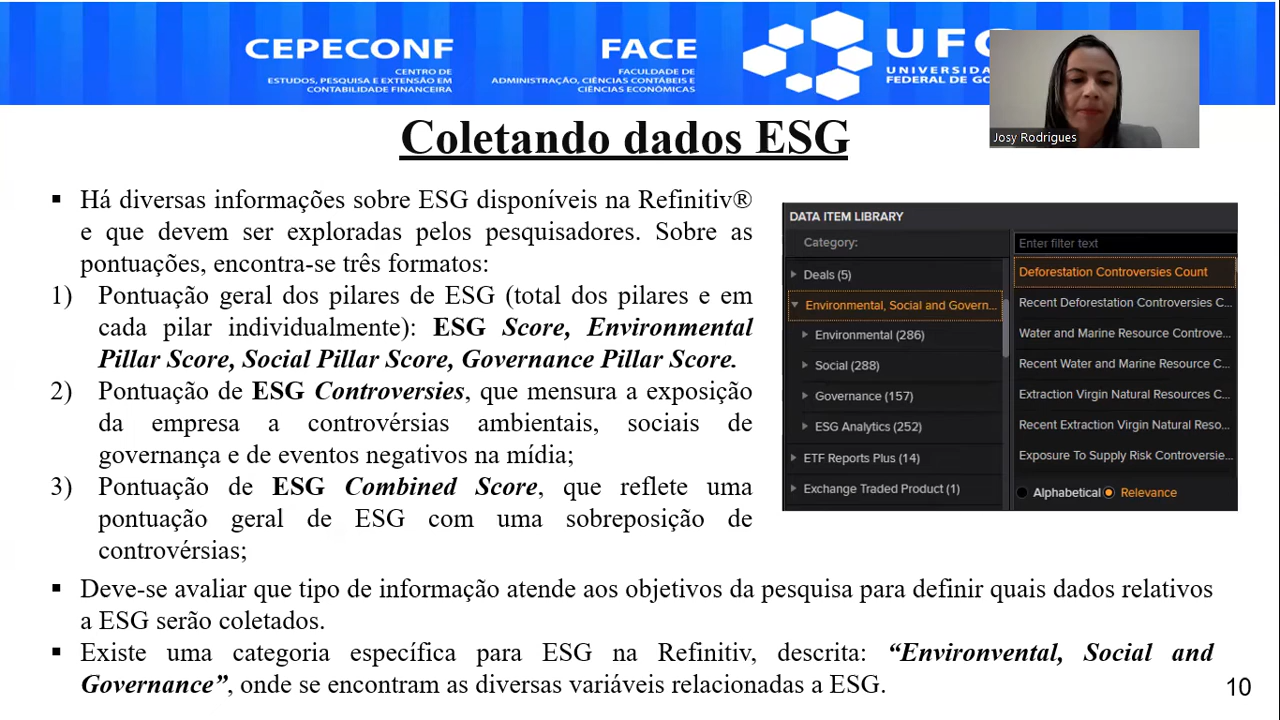 CEPECONF
CENTRO DE
ESTUDOS, PESQUISA E EXTENSÃO EM
CONTABILIDADE FINANCEIRA
FACE
FACULDADE DE
ADMINISTRAÇÃO, CIÊNCIAS CONTÁBEIS E
CIÊNCIAS ECONÔMICAS
UFG
UNIVERSIDA
FEDERAL DE GO
Josy Rodrigues
Coletando dados ESG
▪ Há diversas informações sobre ESG disponíveis na Refinitiv®
e que devem ser exploradas pelos pesquisadores. Sobre as
pontuações, encontra-se três formatos:
1) Pontuação geral dos pilares de ESG (total dos pilares e em
cada pilar individualmente): ESG Score, Environmental
Pillar Score, Social Pillar Score, Governance Pillar Score.
2) Pontuação de ESG Controversies, que mensura a exposição
da empresa a controvérsias ambientais, sociais de
governança e de eventos negativos na mídia;
3) Pontuação de ESG Combined Score, que reflete uma
pontuação geral de ESG com uma sobreposição de
controvérsias;
▪ Deve-se avaliar que tipo de informação atende aos objetivos da pesquisa para definir quais dados relativos
a ESG serão coletados.
▪ Existe uma categoria específica para ESG na Refinitiv, descrita: “Environvental, Social and
Governance”, onde se encontram as diversas variáveis relacionadas a ESG.
DATA ITEM LIBRARY
Category:
Deals (5)
Environmental, Social and Govern...
Environmental (286)
Social (288)
Governance (157)
ESG Analytics (252)
ETF Reports Plus (14)
Exchange Traded Product (1)
Enter filter text
Deforestation Controversies Count
Recent Deforestation Controversies C...
Water and Marine Resource Controve...
Recent Water and Marine Resource C...
Extraction Virgin Natural Resources C...
Recent Extraction Virgin Natural Reso...
Exposure To Supply Risk Controversie...
Alphabetical Relevance
10